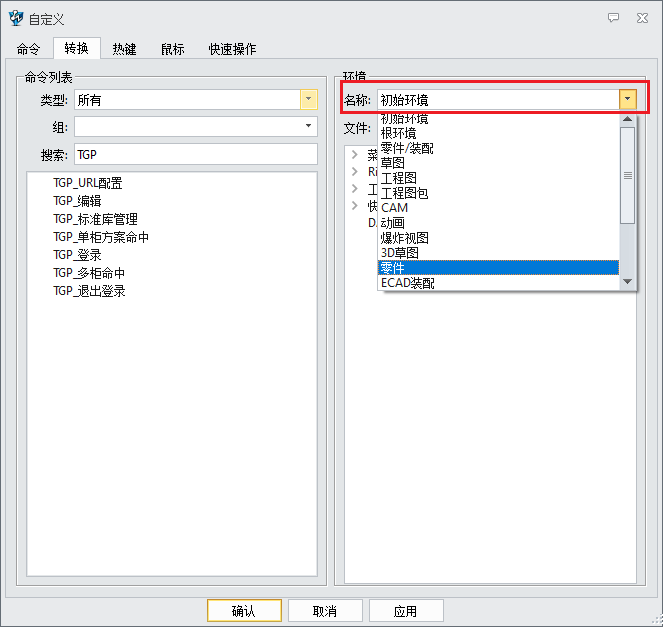 自定义
命令 转换 热键 鼠标 快速操作
命令列表
类型: 所有
组:
搜索: TGP
TGP_URL配置
TGP_编辑
TGP_标准库管理
TGP_单柜方案命中
TGP_登录
TGP_多柜命中
TGP_退出登录
环境
名称: 初始环境
文件:
初始环境
根环境
零件/装配
草图
工程图
工程图包
CAM
动画
爆炸视图
3D草图
零件
ECAD装配
Ri
工
快
D
确认 取消 应用